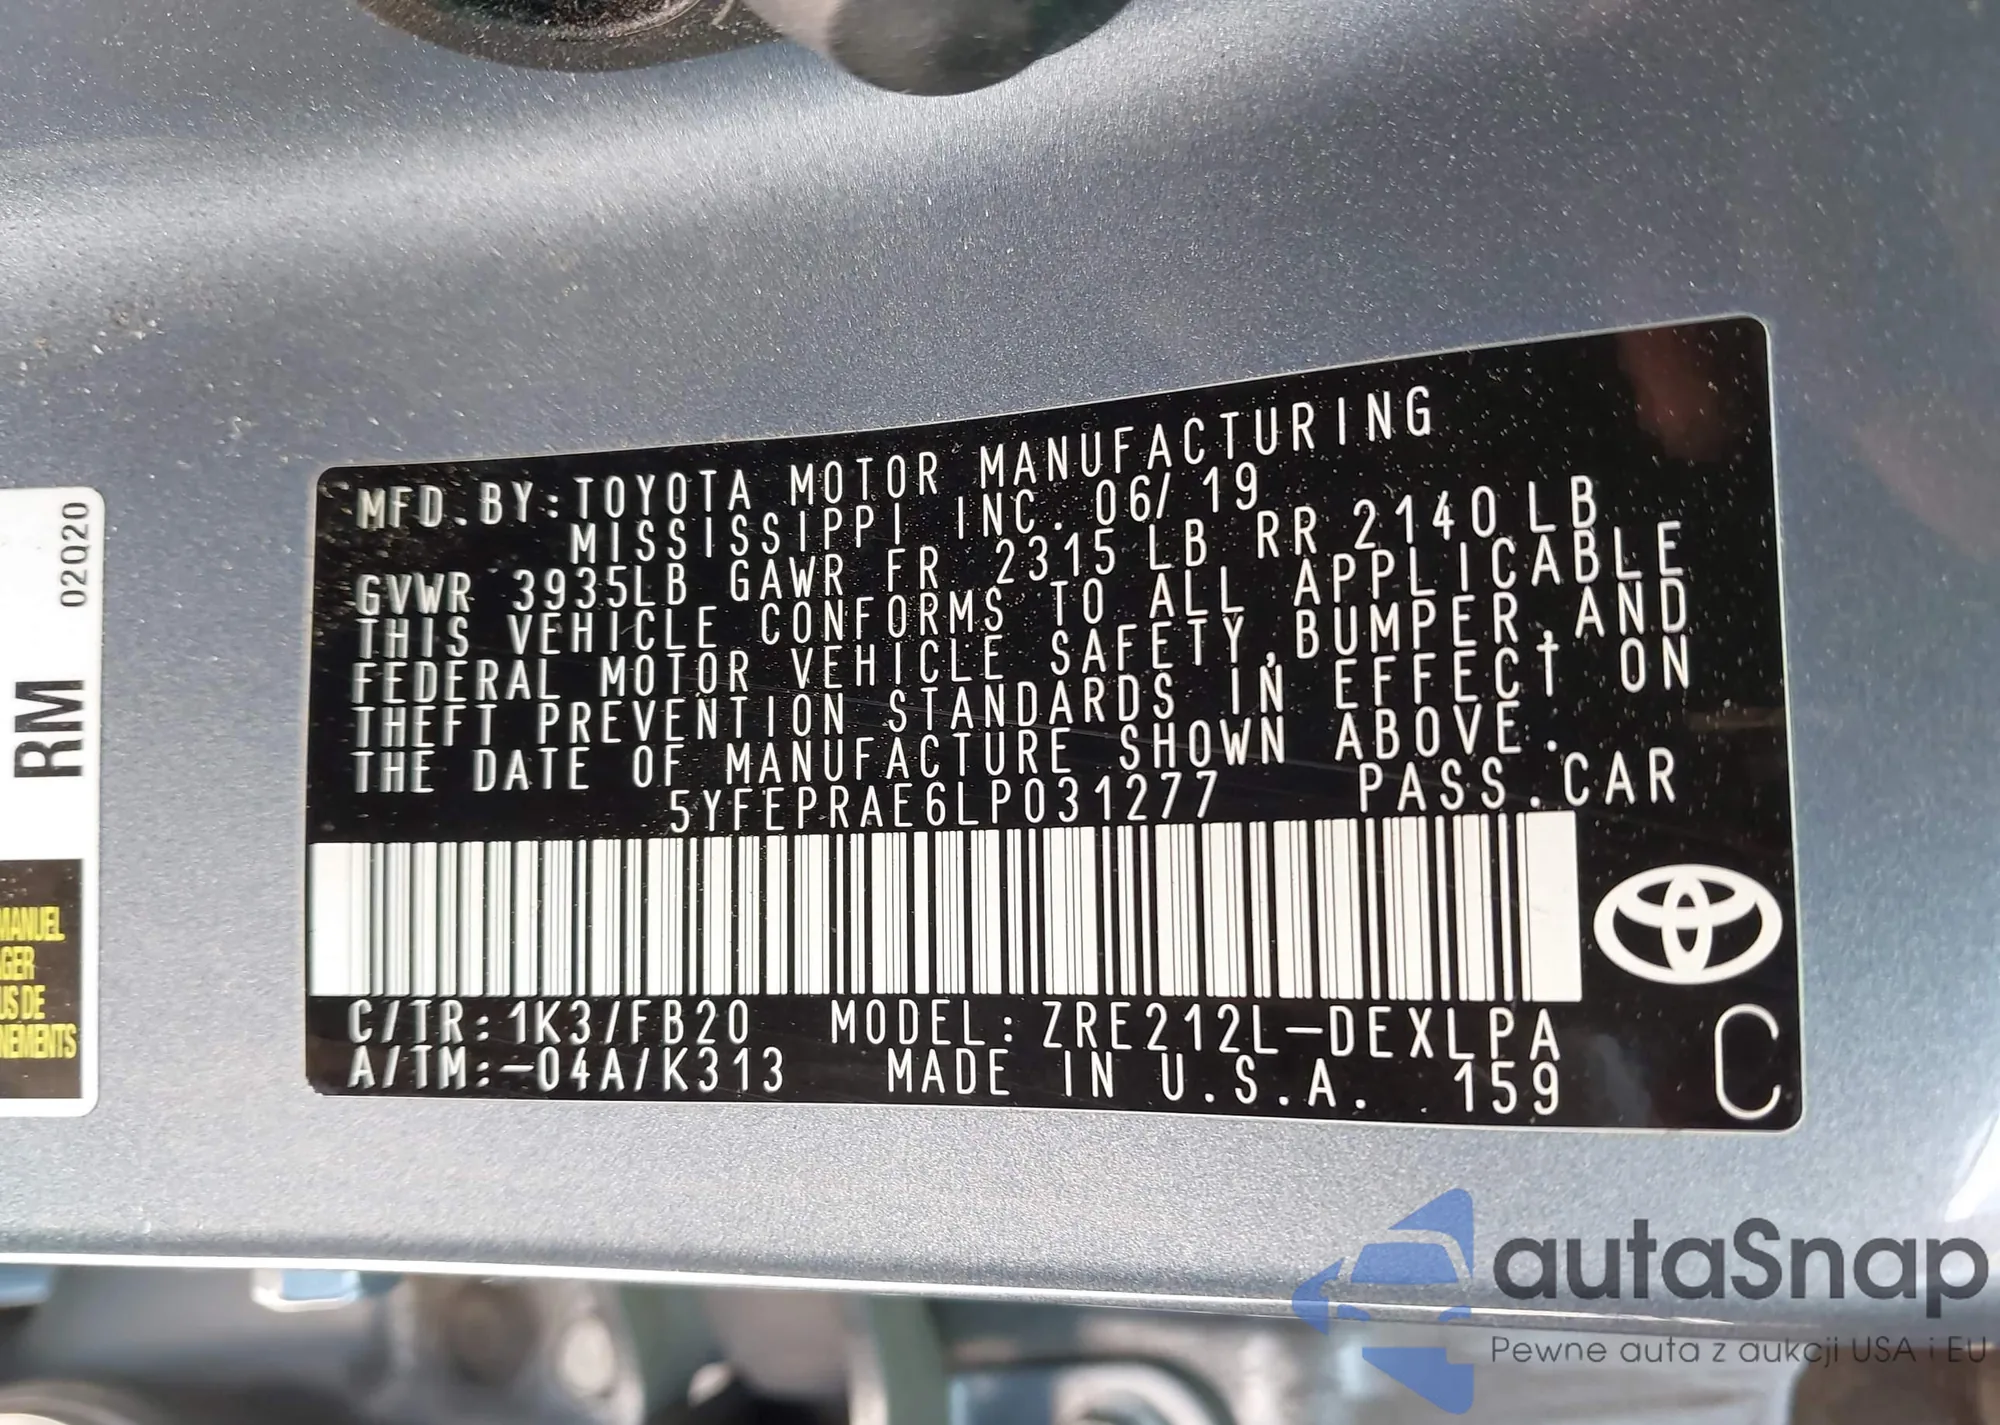 MFD.BY:TOYOTA MOTOR MANUFACTURING
MISSISSIPPI INC. 06/19
GVWR 3935LB GAWR FR 2315LB RR 2140LB
THIS VEHICLE CONFORMS TO ALL APPLICABLE
FEDERAL MOTOR VEHICLE SAFETY,BUMPER,AND
THEFT PREVENTION STANDARDS IN EFFECT ON
THE DATE OF MANUFACTURE SHOWN ABOVE.
5YFEPRAE6LP031277 PASS.CAR
C/TR:1K3/FB20 MODEL:ZRE212L-DEXLPA
A/TM:-04A/K313 MADE IN U.S.A. 159
C
RM 02Q20
MANUEL
autaSnap
Pewne auta z aukcji USA i EU